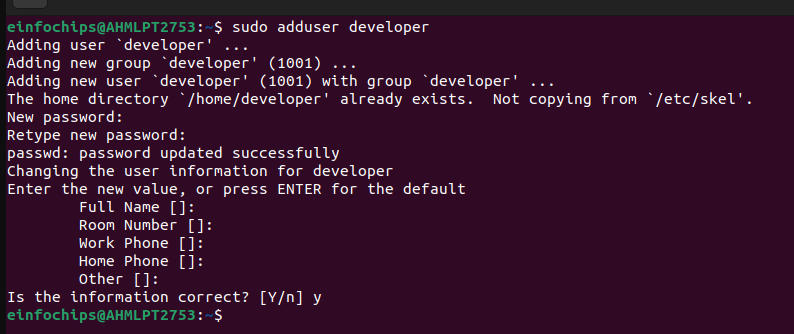 einfochips@AHMLPT2753:~$ sudo adduser developer
Adding user `developer' ...
Adding new group `developer' (1001) ...
Adding new user `developer' (1001) with group `developer' ...
The home directory `/home/developer' already exists.  Not copying from `/etc/skel'.
New password:
Retype new password:
passwd: password updated successfully
Changing the user information for developer
Enter the new value, or press ENTER for the default
        Full Name []:
        Room Number []:
        Work Phone []:
        Home Phone []:
        Other []:
Is the information correct? [Y/n] y
einfochips@AHMLPT2753:~$